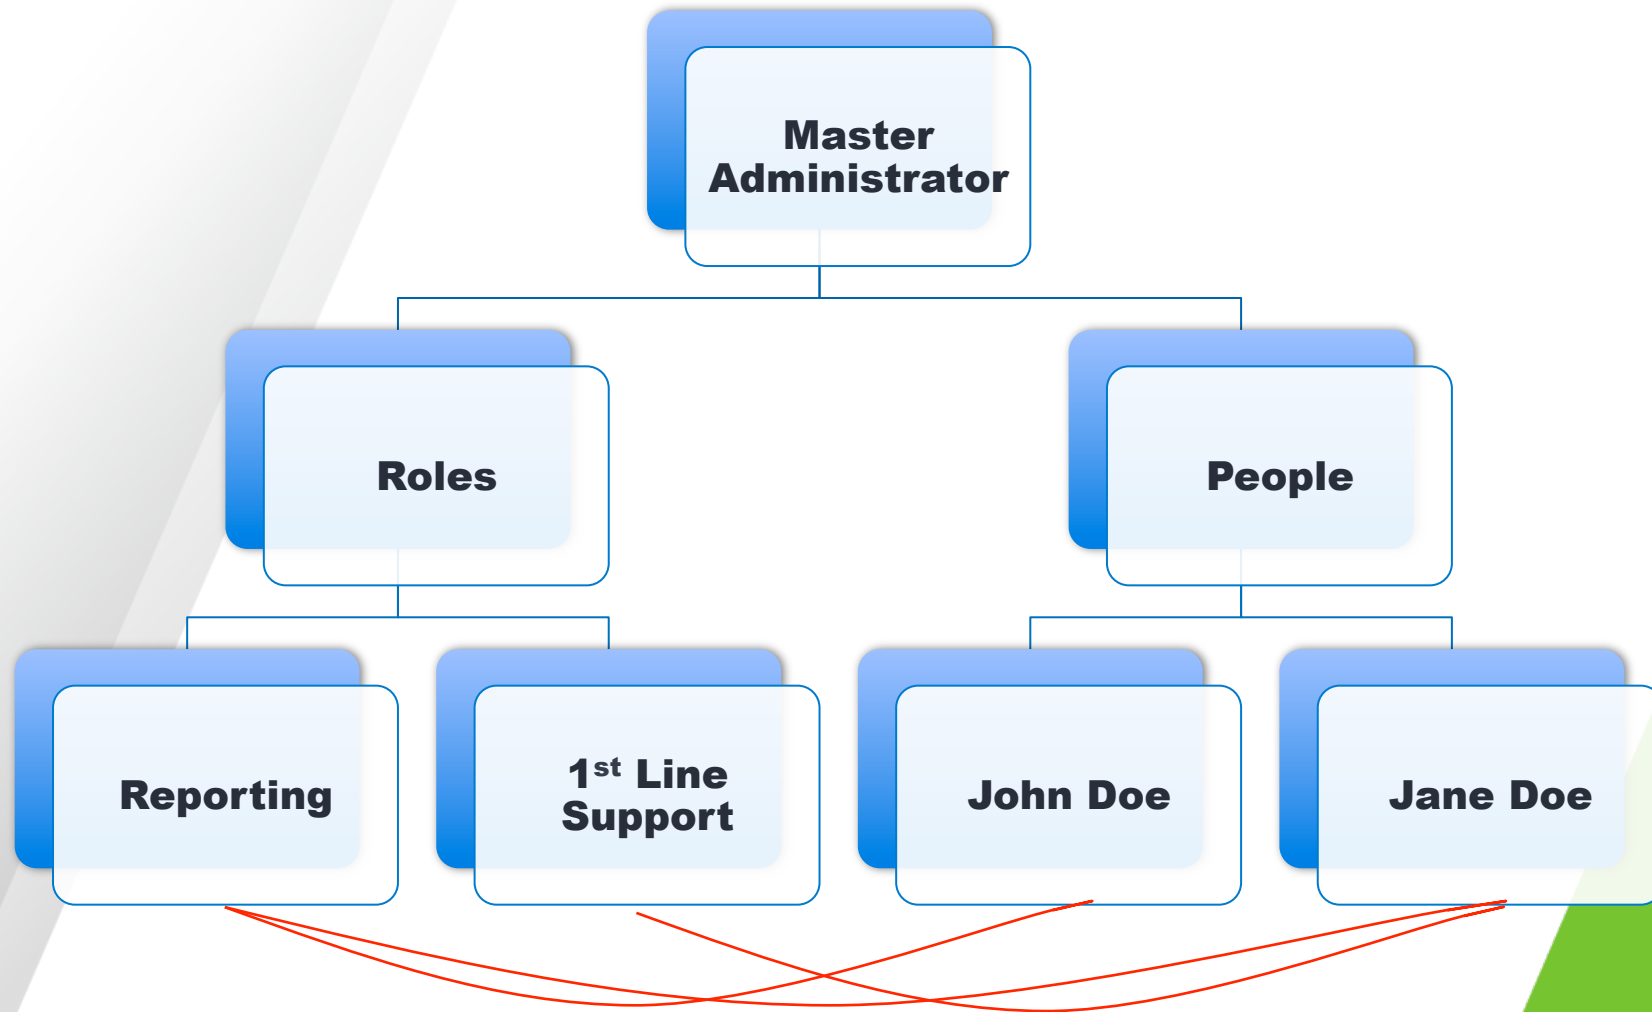 Master
Administrator
Roles
People
Reporting
1st Line
Support
John Doe
Jane Doe